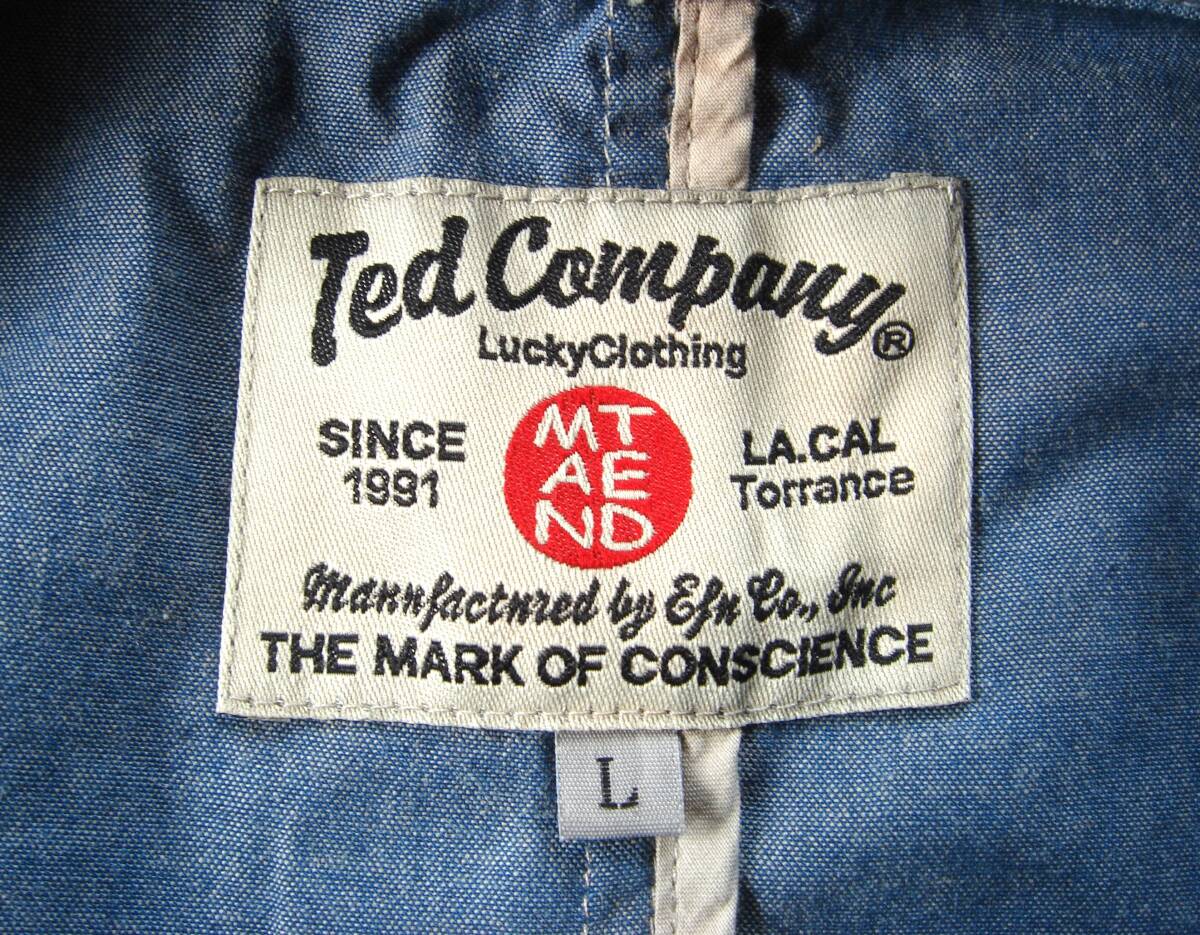 Ted Company®
LuckyClothing
SINCE
1991
MT
AE
ND
LA.CAL
Torrance
Manufactured by Efn Co., Inc
THE MARK OF CONSCIENCE
L